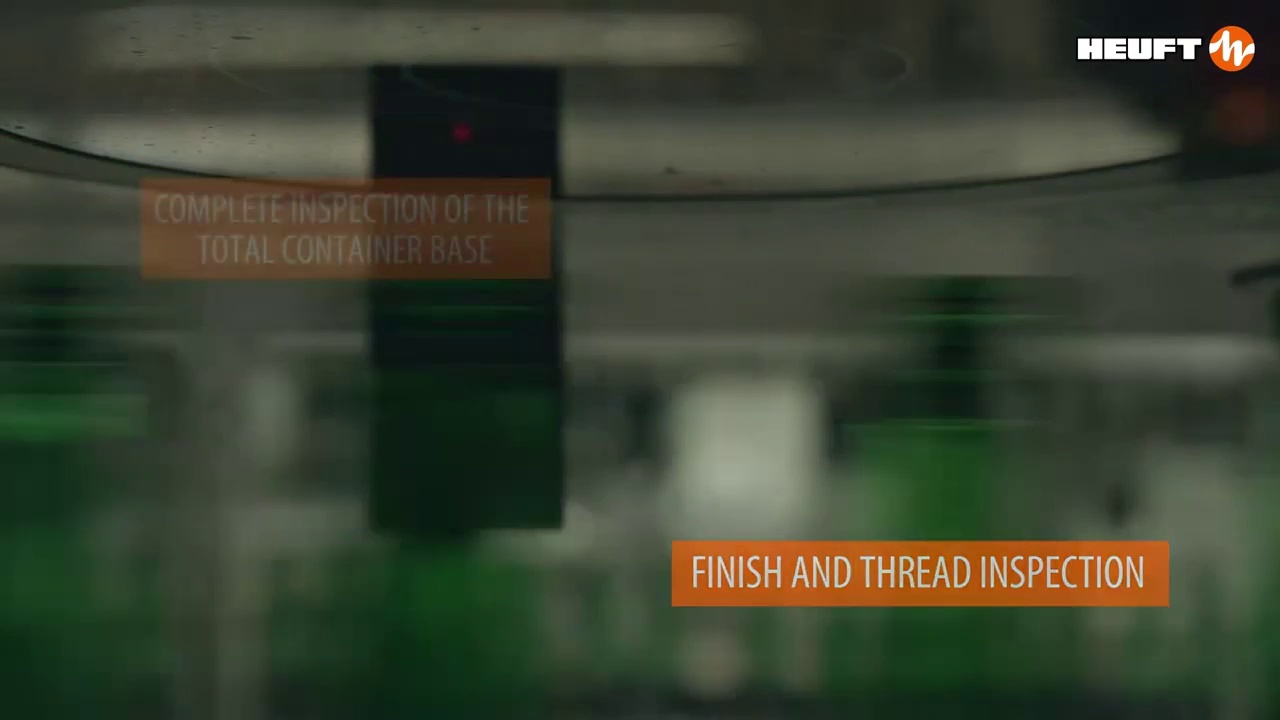 HEUFT
COMPLETE INSPECTION OF THE
TOTAL CONTAINER BASE
FINISH AND THREAD INSPECTION